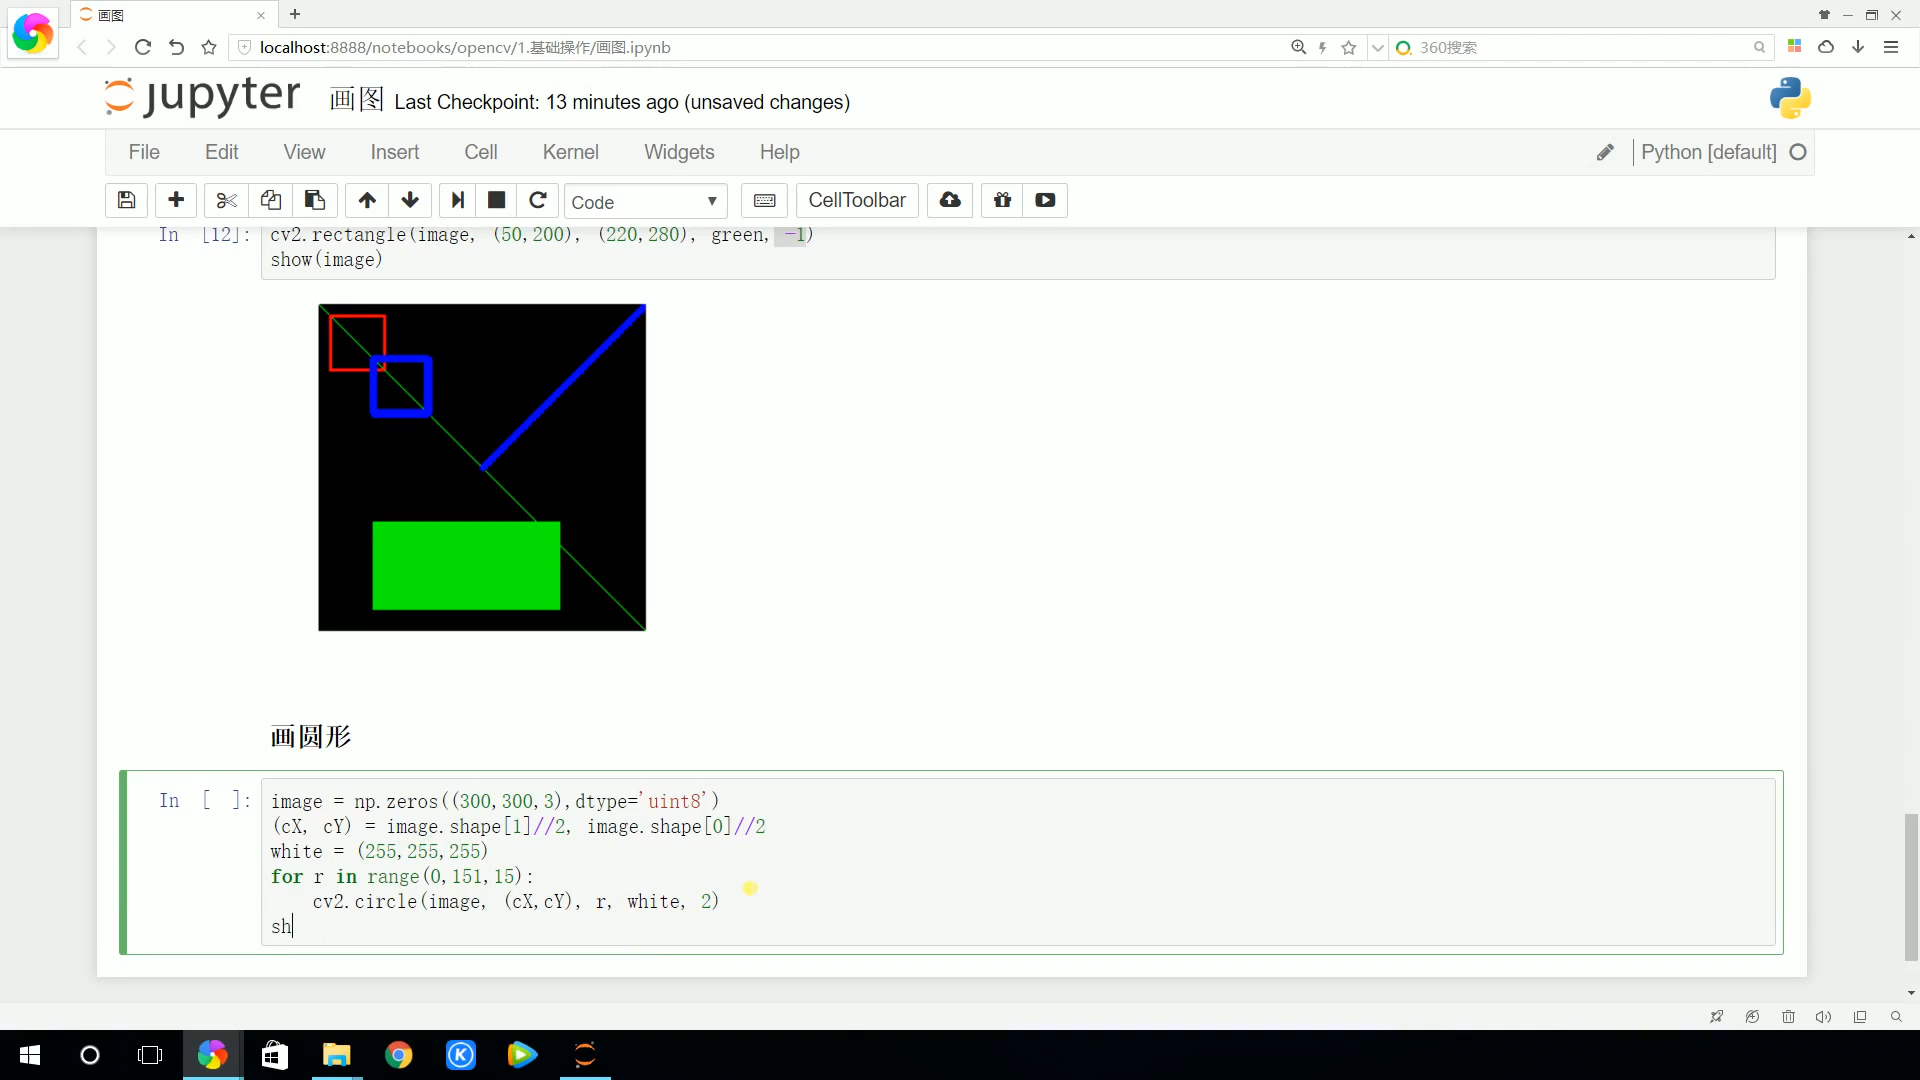 画图
localhost:8888/notebooks/opencv/1.基础操作/画图.ipynb
360搜索
jupyter 画图 Last Checkpoint: 13 minutes ago (unsaved changes)
File Edit View Insert Cell Kernel Widgets Help
Python [default]
Code
CellToolbar
In [12]: cv2.rectangle(image, (50,200), (220,280), green, -1)
show(image)
画圆形
In [ ]: image = np.zeros((300,300,3),dtype='uint8')
(cX, cY) = image.shape[1]//2, image.shape[0]//2
white = (255,255,255)
for r in range(0,151,15):
    cv2.circle(image, (cX,cY), r, white, 2)
sh